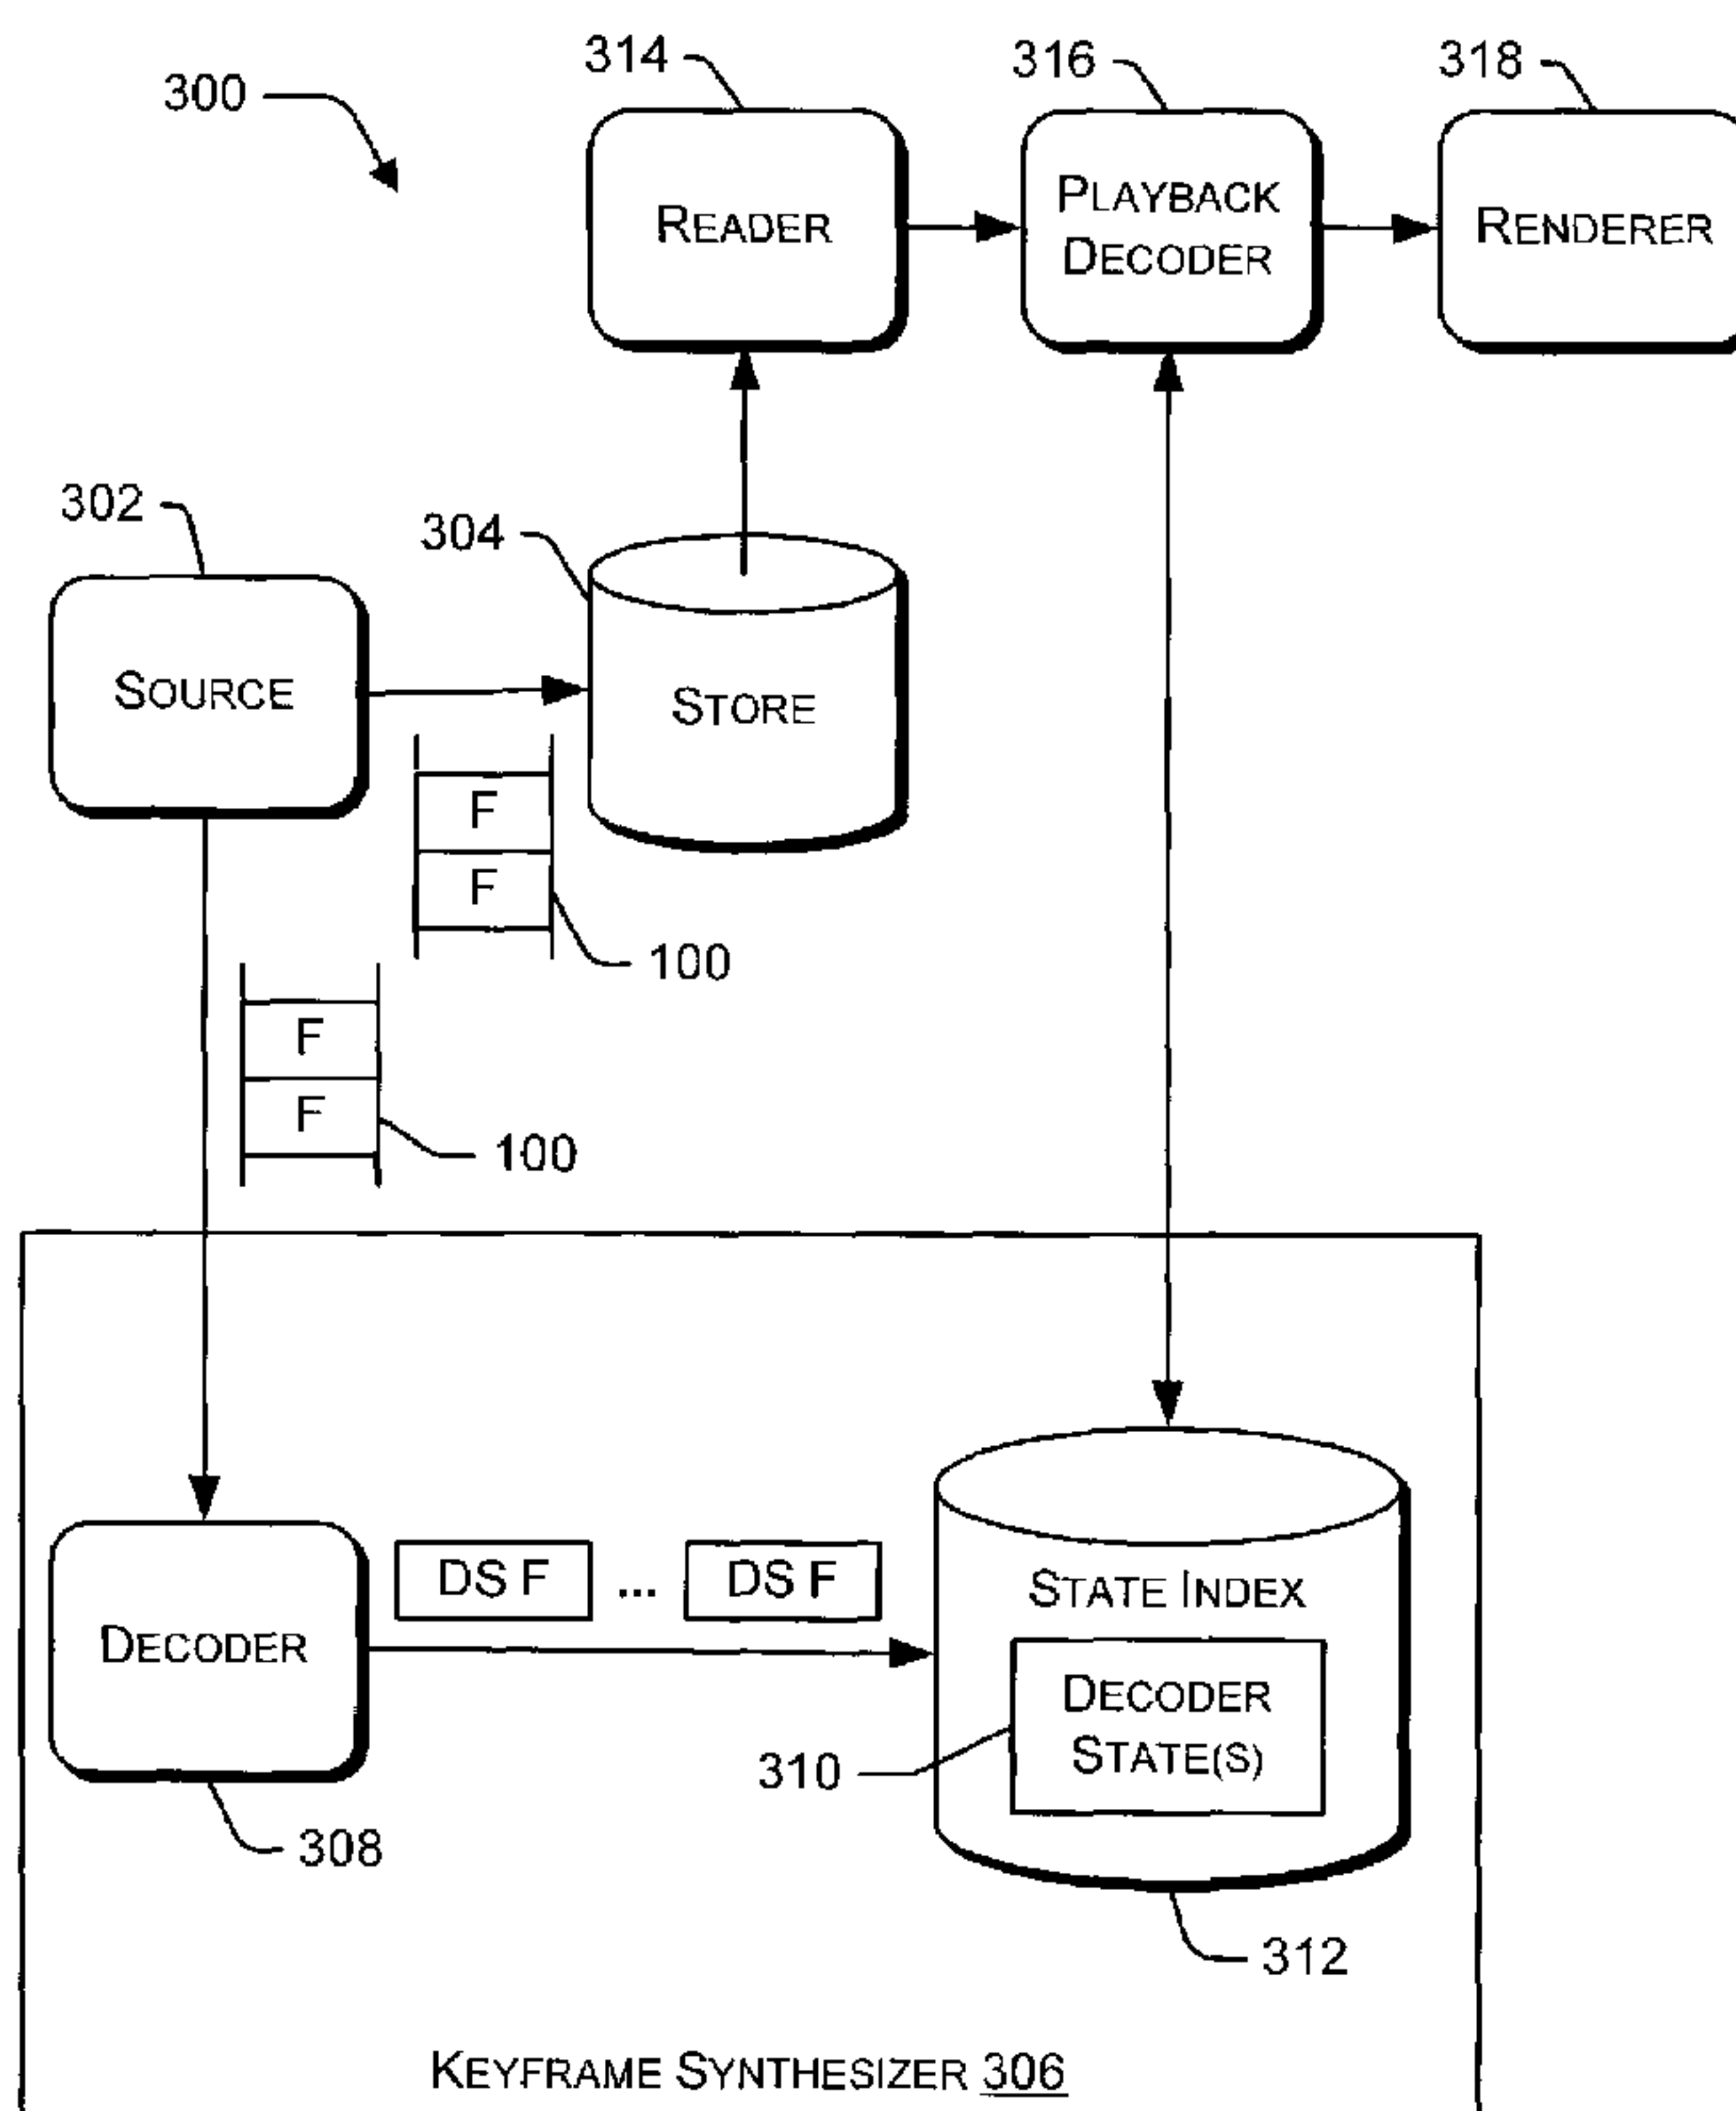 314
316
318
300
READER
PLAYBACK
DECODER
RENDERER
302
304
SOURCE
STORE
F
F
100
F
F
100
DS F ... DS F
STATE INDEX
DECODER
DECODER
STATE(S)
310
308
312
KEYFRAME SYNTHESIZER 306